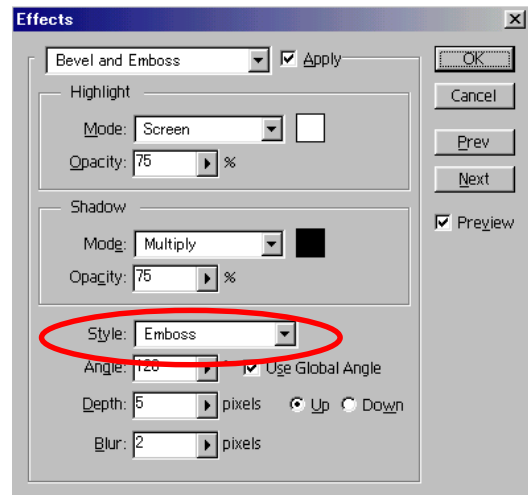 Effects
Bevel and Emboss Apply OK
Highlight Cancel
Mode: Screen
Prev
Opacity: 75 %
Next
Shadow
Preview
Mode: Multiply
Opacity: 75 %
Style: Emboss
Angle: Use Global Angle
Depth: 5 pixels Up Down
Blur: 2 pixels